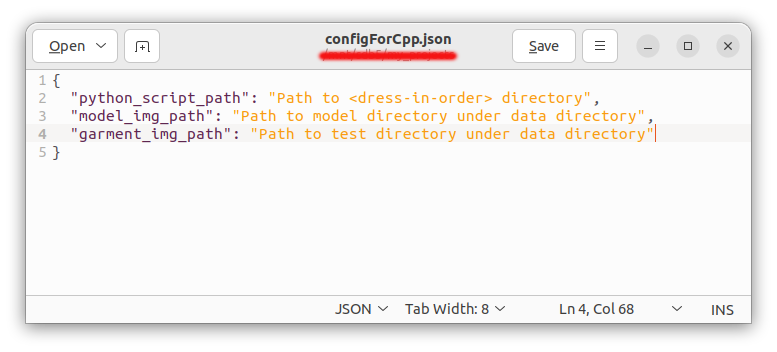 Open
configForCpp.json
Save
1 {
2 "python_script_path": "Path to <dress-in-order> directory",
3 "model_img_path": "Path to model directory under data directory",
4 "garment_img_path": "Path to test directory under data directory"
5 }
JSON Tab Width: 8 Ln 4, Col 68 INS